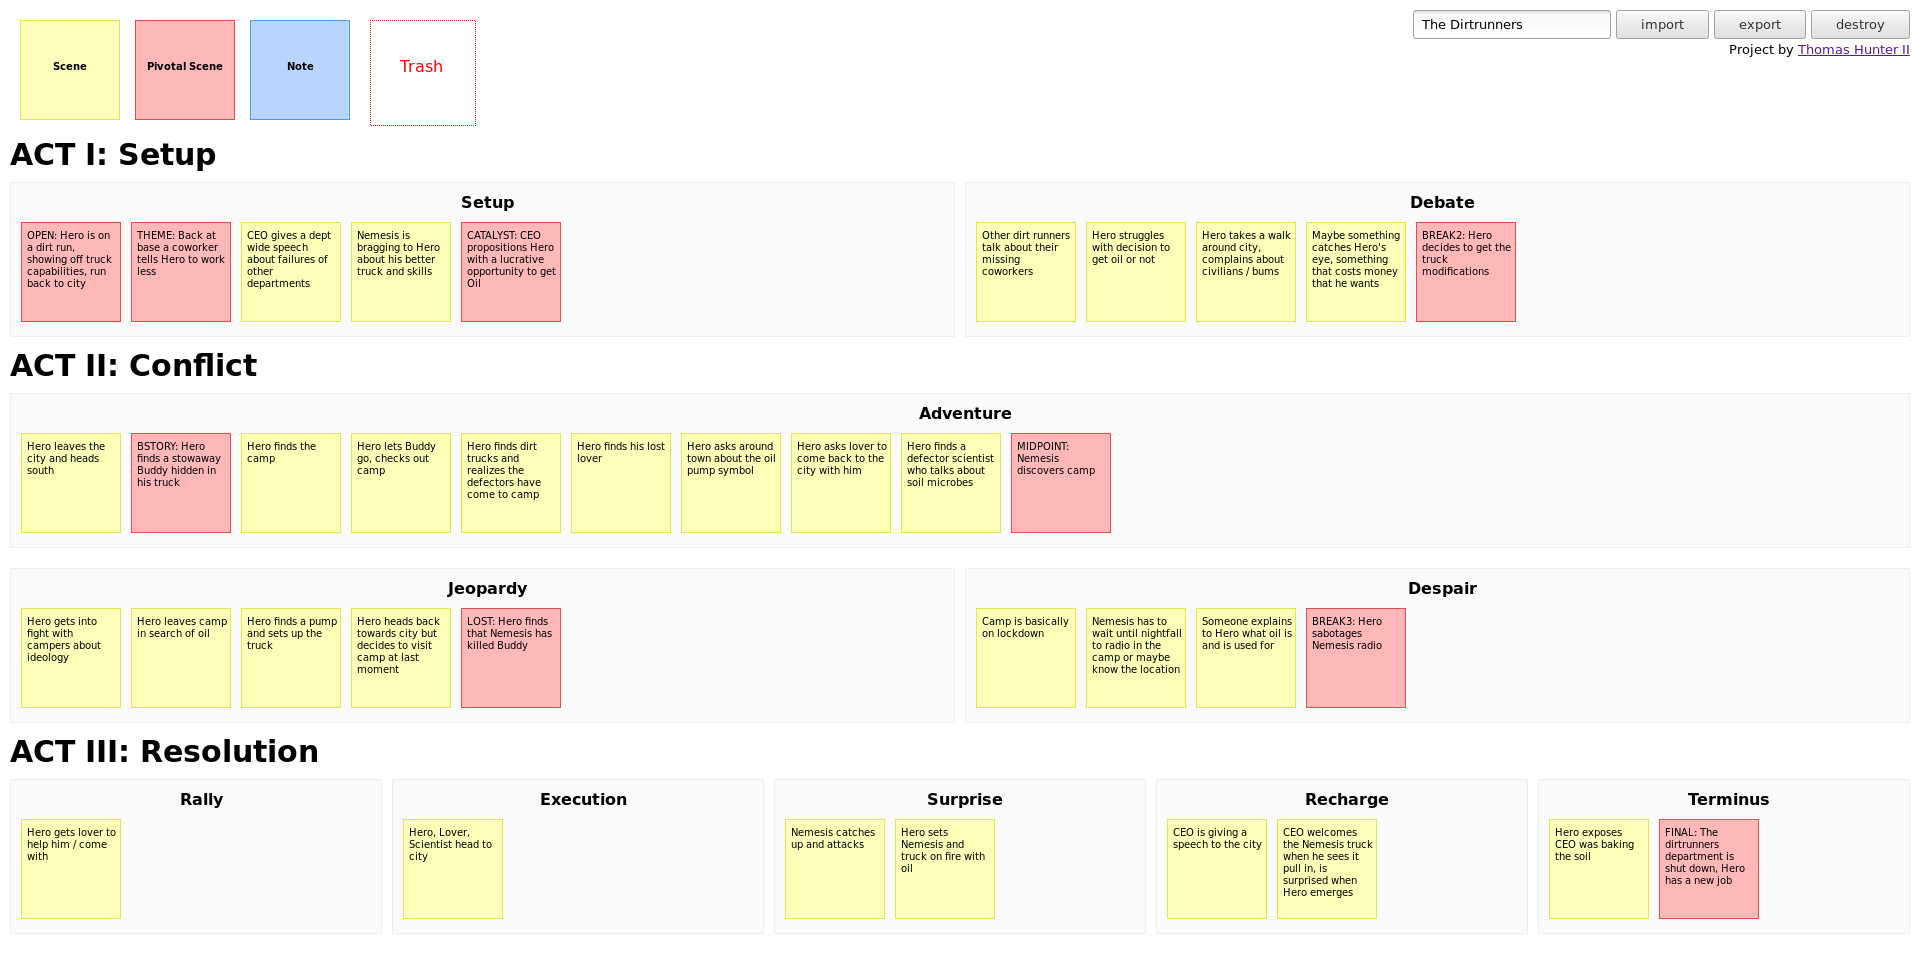 Scene
Pivotal Scene
Note
Trash
The Dirtrunners
import
export
destroy
Project by Thomas Hunter II
ACT I: Setup
Setup
OPEN: Hero is on
a dirt run,
showing off truck
capabilities, run
back to city
THEME: Back at
base a coworker
tells Hero to work
less
CEO gives a dept
wide speech
about failures of
other
departments
Nemesis is
bragging to Hero
about his better
truck and skills
CATALYST: CEO
propositions Hero
with a lucrative
opportunity to get
Oil
Debate
Other dirt runners
talk about their
missing
coworkers
Hero struggles
with decision to
get oil or not
Hero takes a walk
around city,
complains about
civilians / bums
Maybe something
catches Hero's
eye, something
that costs money
that he wants
BREAK2: Hero
decides to get the
truck
modifications
ACT II: Conflict
Adventure
Hero leaves the
city and heads
south
BSTORY: Hero
finds a stowaway
Buddy hidden in
his truck
Hero finds the
camp
Hero lets Buddy
go, checks out
camp
Hero finds dirt
trucks and
realizes the
defectors have
come to camp
Hero finds his lost
lover
Hero asks around
town about the oil
pump symbol
Hero asks lover to
come back to the
city with him
Hero finds a
defector scientist
who talks about
soil microbes
MIDPOINT:
Nemesis
discovers camp
Jeopardy
Hero gets into
fight with
campers about
ideology
Hero leaves camp
in search of oil
Hero finds a pump
and sets up the
truck
Hero heads back
towards city but
decides to visit
camp at last
moment
LOST: Hero finds
that Nemesis has
killed Buddy
Despair
Camp is basically
on lockdown
Nemesis has to
wait until nightfall
to radio in the
camp or maybe
know the location
Someone explains
to Hero what oil is
and is used for
BREAK3: Hero
sabotages
Nemesis radio
ACT III: Resolution
Rally
Hero gets lover to
help him / come
with
Execution
Hero, Lover,
Scientist head to
city
Surprise
Nemesis catches
up and attacks
Hero sets
Nemesis and
truck on fire with
oil
Recharge
CEO is giving a
speech to the city
CEO welcomes
the Nemesis truck
when he sees it
pull in, is
surprised when
Hero emerges
Terminus
Hero exposes
CEO was baking
the soil
FINAL: The
dirtrunners
department is
shut down, Hero
has a new job